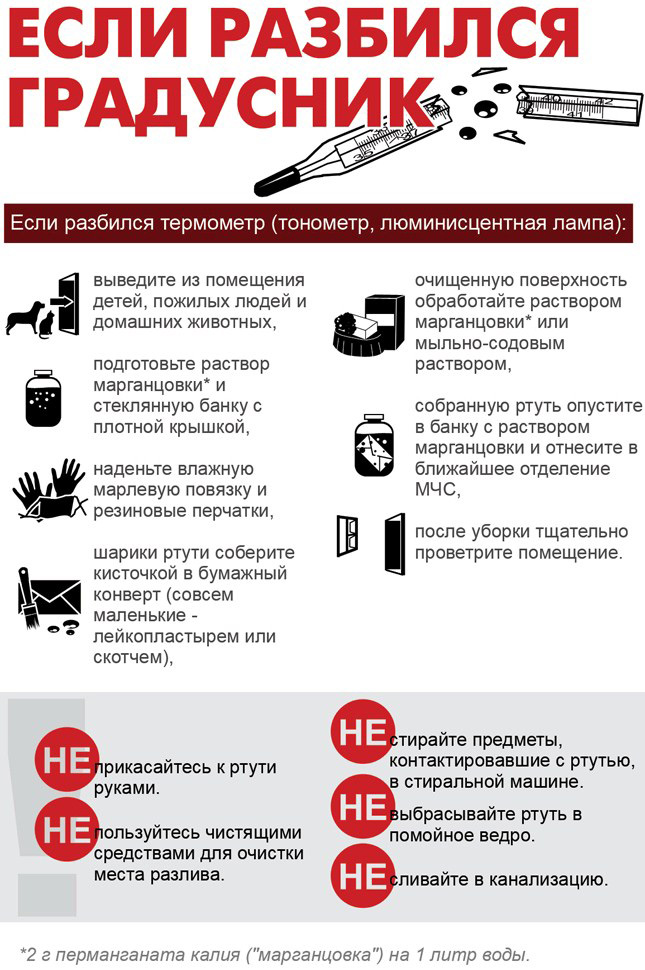 ЕСЛИ РАЗБИЛСЯ
ГРАДУСНИК
Если разбился термометр (тонометр, люминисцентная лампа):
выведите из помещения
детей, пожилых людей и
домашних животных,
подготовьте раствор
марганцовки* и
стеклянную банку с
плотной крышкой,
наденьте влажную
марлевую повязку и
резиновые перчатки,
шарики ртути соберите
кисточкой в бумажный
конверт (совсем
маленькие -
лейкопластырем или
скотчем),
очищенную поверхность
обработайте раствором
марганцовки* или
мыльно-содовым
раствором,
собранную ртуть опустите
в банку с раствором
марганцовки и отнесите в
ближайшее отделение
МЧС,
после уборки тщательно
проветрите помещение.
НЕ прикасайтесь к ртути
руками.
НЕ пользуйтесь чистящими
средствами для очистки
места разлива.
НЕ стирайте предметы,
контактировавшие с ртутью,
в стиральной машине.
НЕ выбрасывайте ртуть в
помойное ведро.
НЕ сливайте в канализацию.
*2 г перманганата калия ("марганцовка") на 1 литр воды.